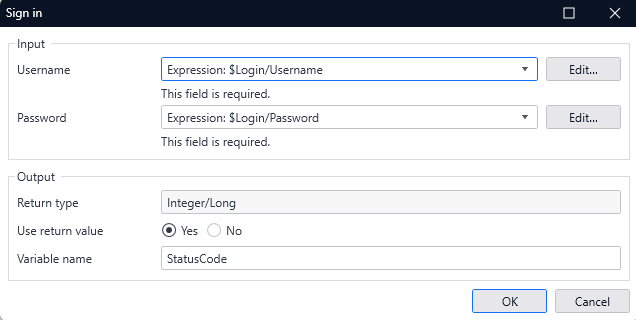 Sign in
Input
Username Expression: $Login/Username Edit...
This field is required.
Password Expression: $Login/Password Edit...
This field is required.
Output
Return type Integer/Long
Use return value Yes No
Variable name StatusCode
OK Cancel